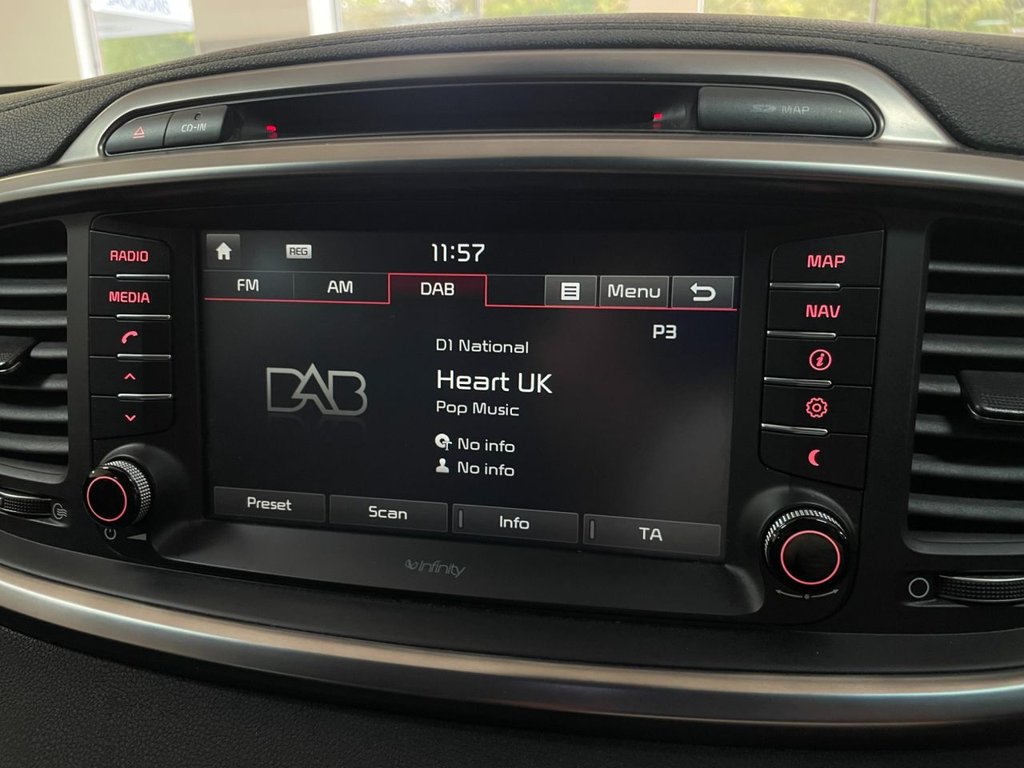 CD-IN
MAP
RADIO
MEDIA
REG
11:57
FM AM DAB Menu
P3
D1 National
DAB
Heart UK
Pop Music
No info
No info
Preset Scan Info TA
Infinity
MAP
NAV